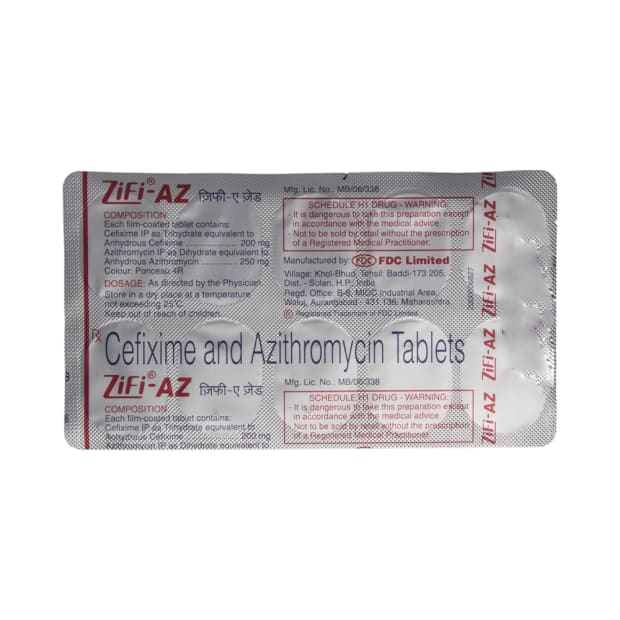 ZiFi®-AZ ज़िफी-ए ज़ेड
COMPOSITION:
Each film-coated tablet contains:
Cefixime IP as Trihydrate equivalent to
Anhydrous Cefixime .................. 200 mg
Azithromycin IP as Dihydrate equivalent to
Anhydrous Azithromycin ............. 250 mg
Colour: Ponceau 4R
DOSAGE: As directed by the Physician
Store in a dry place at a temperature
not exceeding 25°C.
Keep out of reach of children.
Mfg. Lic. No.: MB/06/338
SCHEDULE H1 DRUG - WARNING:
- It is dangerous to take this preparation except
in accordance with the medical advice.
- Not to be sold by retail without the prescription
of a Registered Medical Practitioner.
Manufactured by: FDC FDC Limited
Village: Khol-Bhud, Tehsil: Baddi-173 205,
Dist. - Solan, H.P., India
Regd. Office: B-8, MIDC Industrial Area,
Waluj, Aurangabad - 431 136, Maharashtra.
® Registered Trademark of FDC Limited
Rx Cefixime and Azithromycin Tablets
ZiFi®-AZ ज़िफी-ए ज़ेड
COMPOSITION:
Each film-coated tablet contains:
Cefixime IP as Trihydrate equivalent to
Anhydrous Cefixime .................. 200 mg
Azithromycin IP as Dihydrate equivalent to
Mfg. Lic. No.: MB/06/338
SCHEDULE H1 DRUG - WARNING:
- It is dangerous to take this preparation except
in accordance with the medical advice.
- Not to be sold by retail without the prescription
of a Registered Medical Practitioner.
ZiFi-AZ
ZiFi-AZ
ZiFi-AZ
ZiFi-AZ